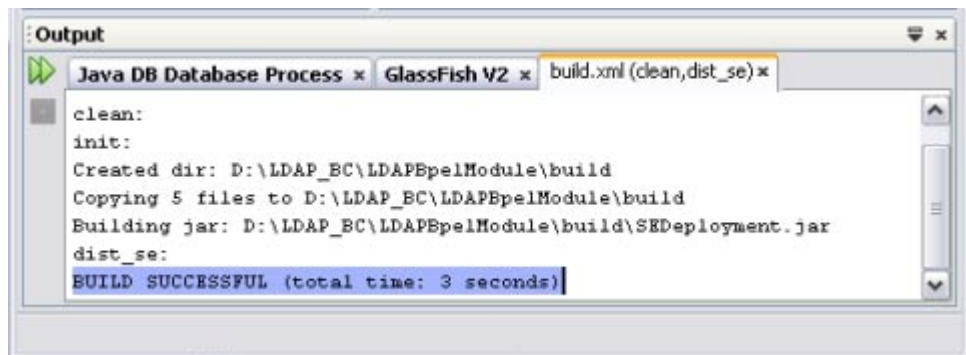 Output
Java DB Database Process × GlassFish V2 × build.xml (clean,dist_se) ×
clean:
init:
Created dir: D:\LDAP_BC\LDAPBpelModule\build
Copying 5 files to D:\LDAP_BC\LDAPBpelModule\build
Building jar: D:\LDAP_BC\LDAPBpelModule\build\SEDeployment.jar
dist_se:
BUILD SUCCESSFUL (total time: 3 seconds)